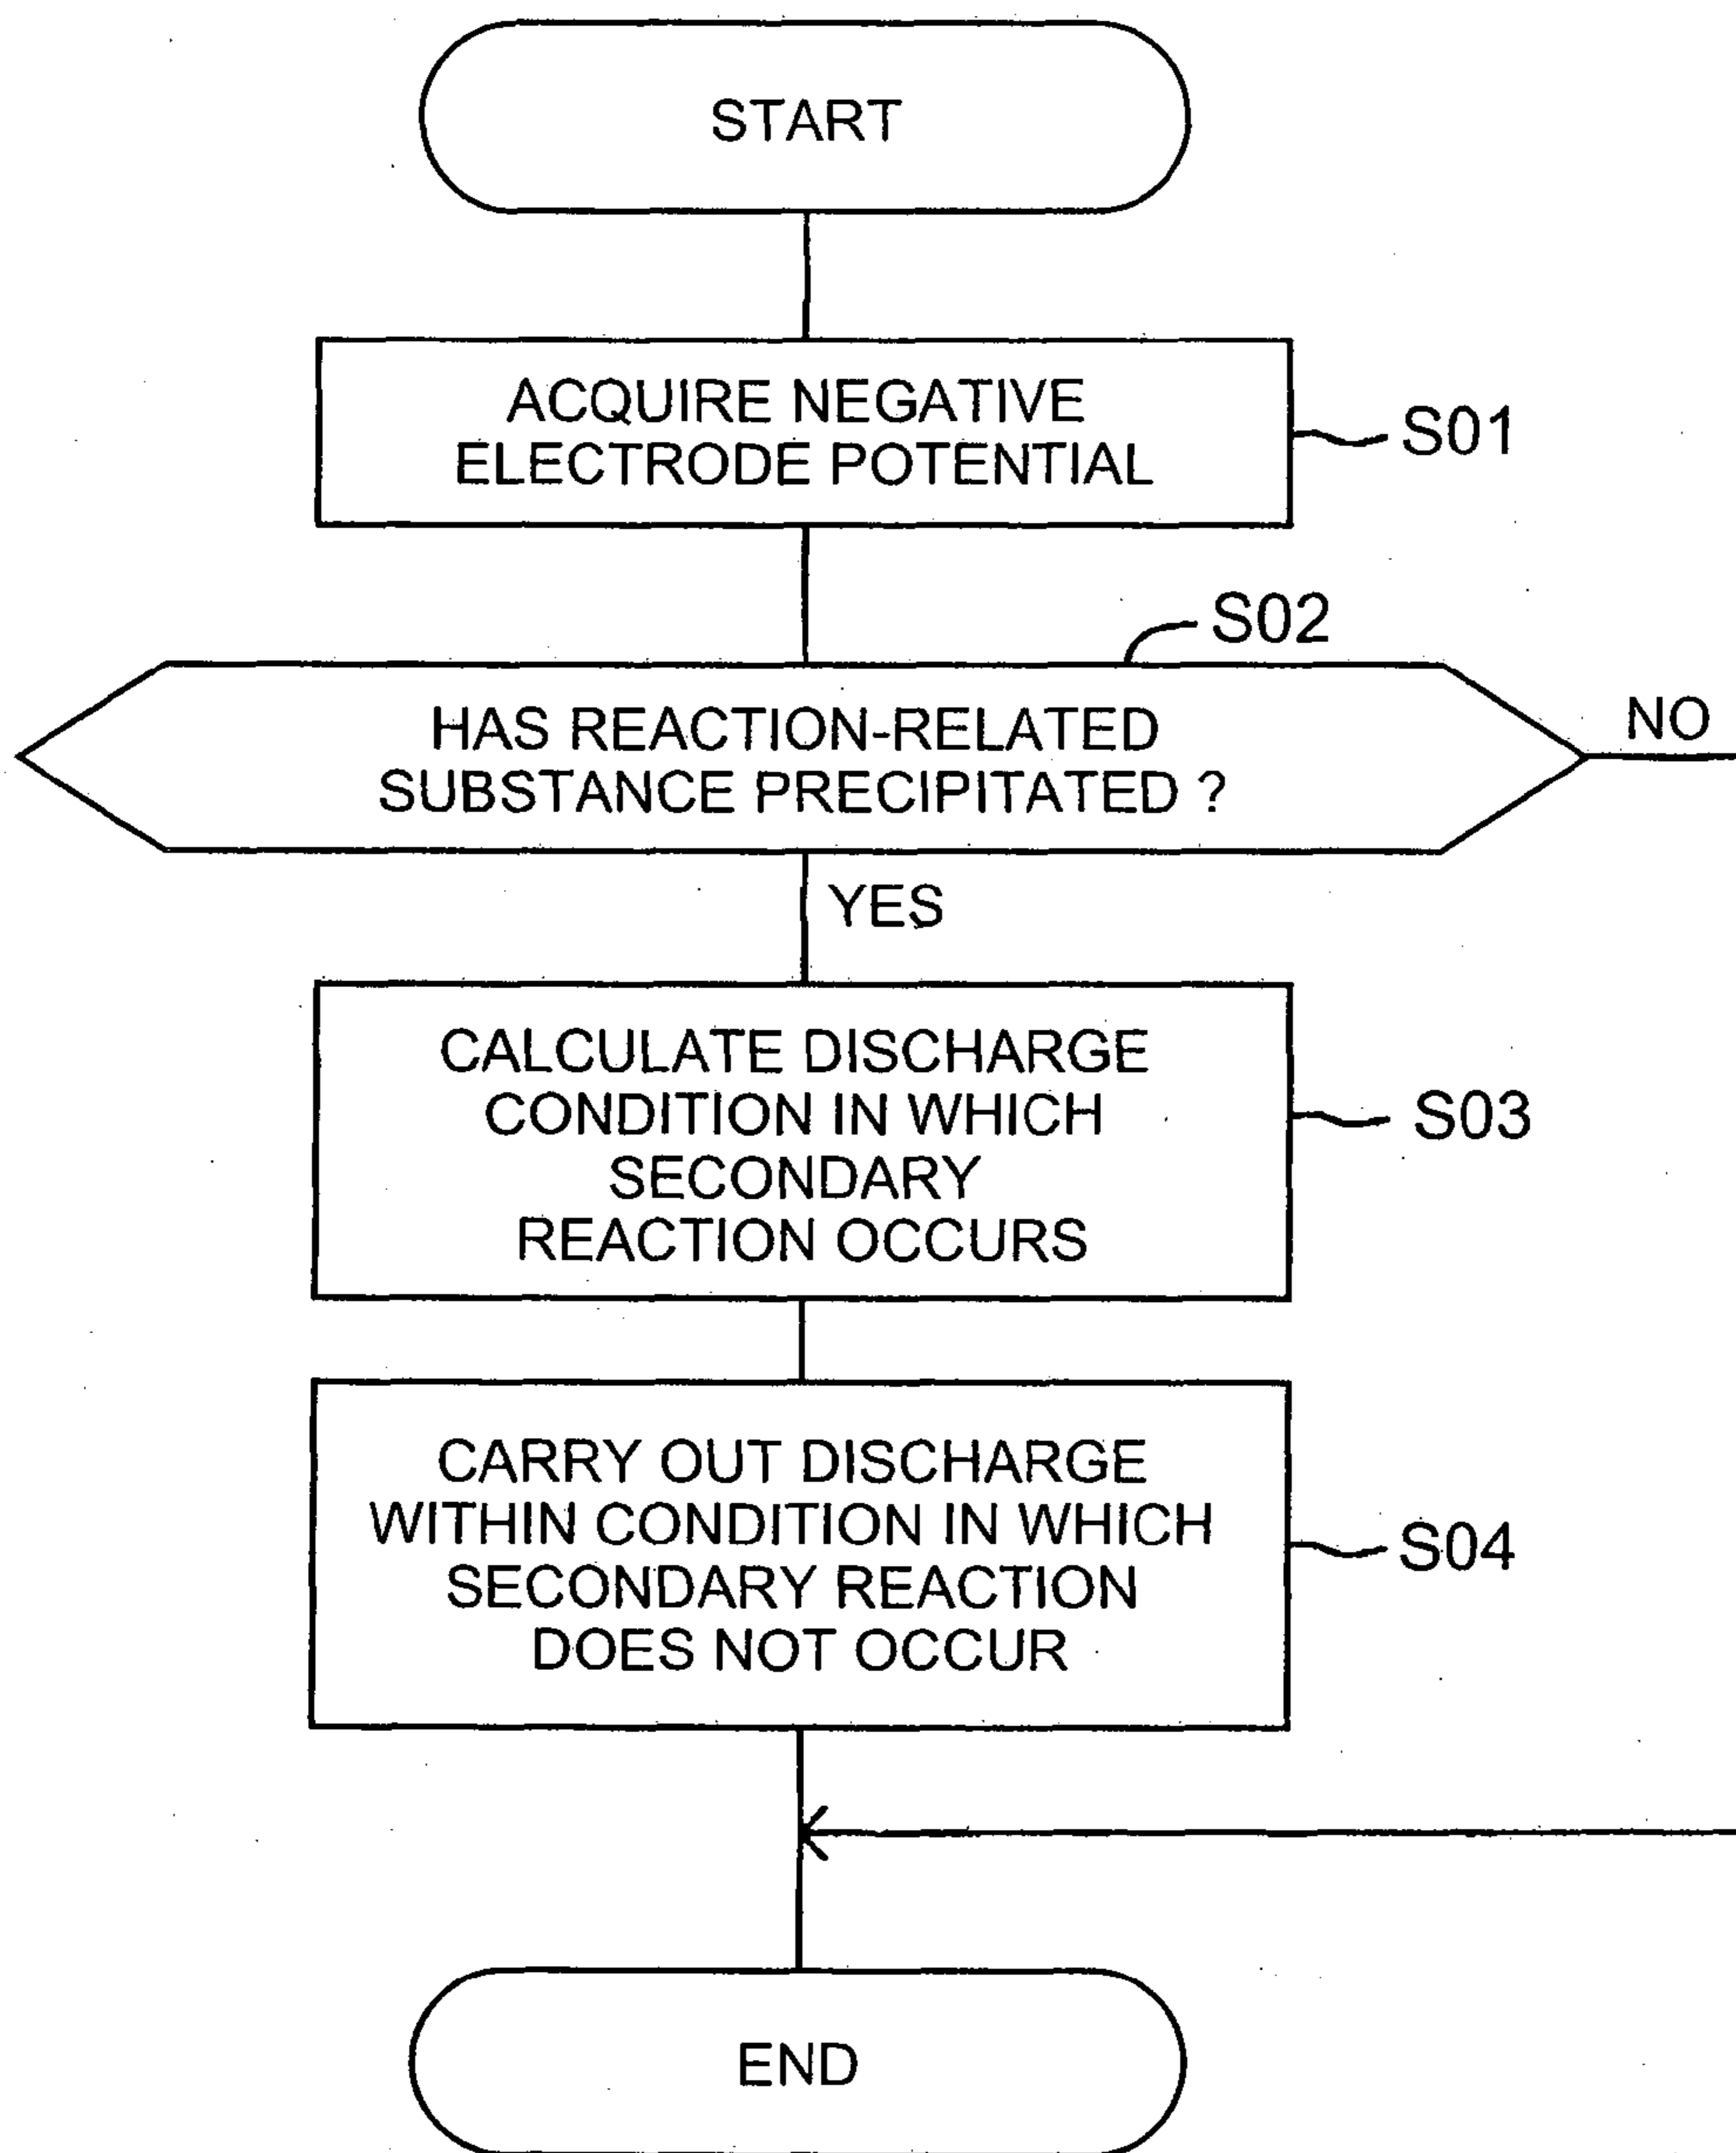 START
ACQUIRE NEGATIVE
ELECTRODE POTENTIAL
S01
S02
HAS REACTION-RELATED
SUBSTANCE PRECIPITATED ?
NO
YES
CALCULATE DISCHARGE
CONDITION IN WHICH
SECONDARY
REACTION OCCURS
S03
CARRY OUT DISCHARGE
WITHIN CONDITION IN WHICH
SECONDARY REACTION
DOES NOT OCCUR
S04
END